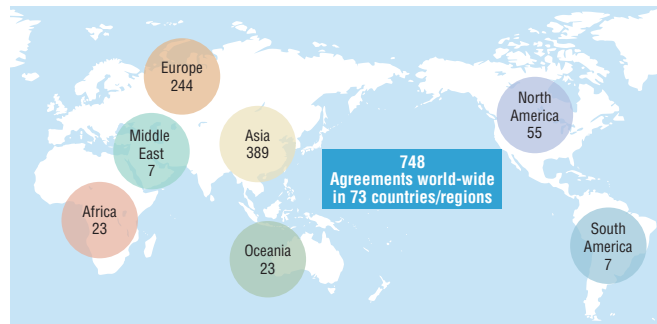 Europe
244
Middle
East
7
Asia
389
North
America
55
748
Agreements world-wide
in 73 countries/regions
Africa
23
Oceania
23
South
America
7